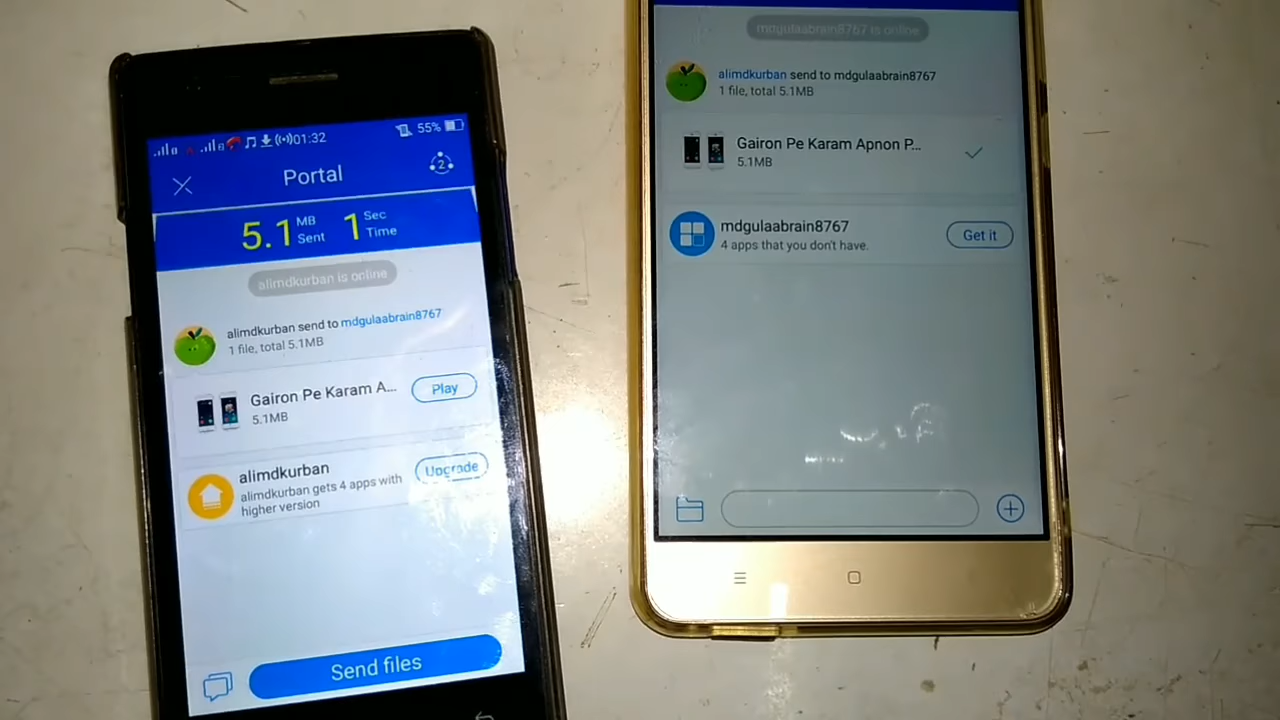 01:32
55%
Portal
2
5.1 MB Sent 1 Sec Time
alimdkurban is online
alimdkurban send to mdgulaabrain8767
1 file, total 5.1MB
Gairon Pe Karam A...
Play
5.1MB
alimdkurban
Upgrade
alimdkurban gets 4 apps with
higher version
Send files
mdgulaabrain8767 is online
alimdkurban send to mdgulaabrain8767
1 file, total 5.1MB
Gairon Pe Karam Apnon P...
5.1MB
mdgulaabrain8767
4 apps that you don't have.
Get it